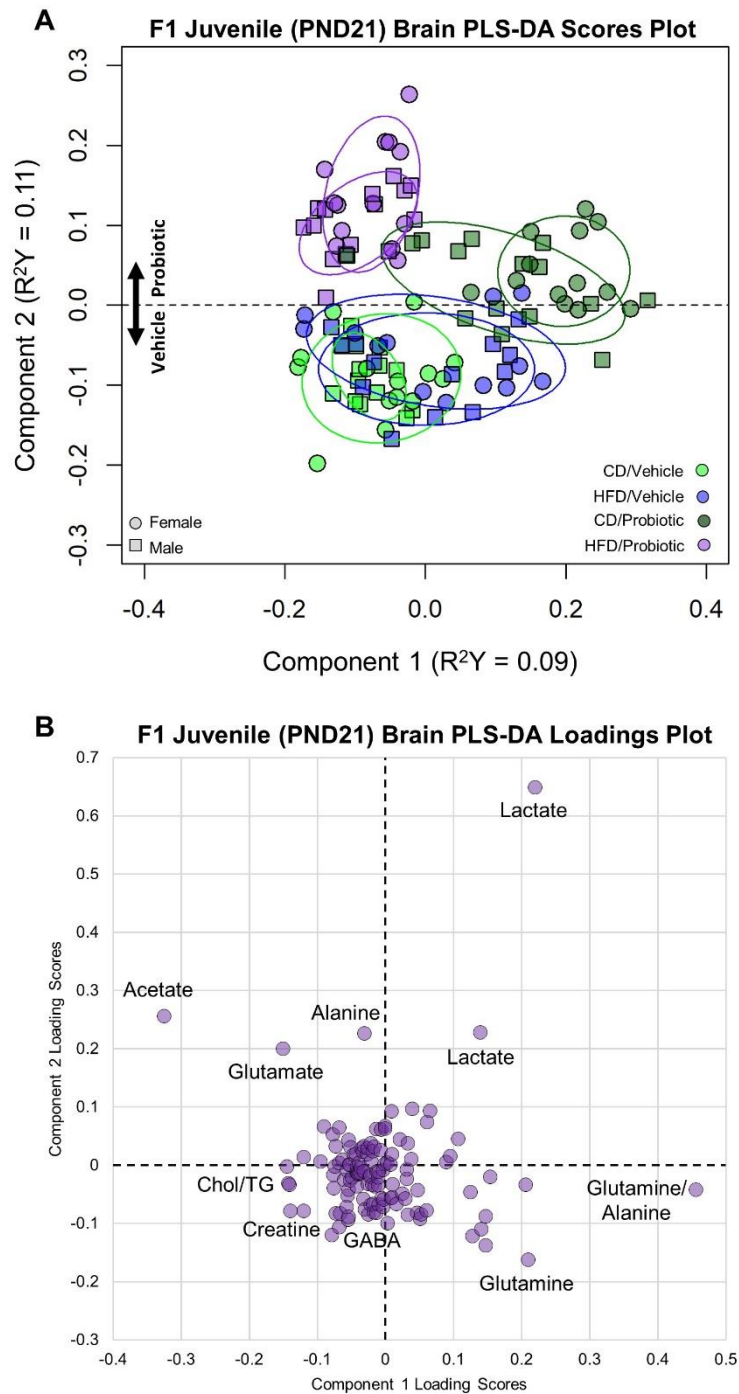 A
F1 Juvenile (PND21) Brain PLS-DA Scores Plot
0.3
0.2
0.1
0.0
-0.1
-0.2
-0.3
Component 2 (R²Y = 0.11)
Vehicle Probiotic
Female
Male
CD/Vehicle
HFD/Vehicle
CD/Probiotic
HFD/Probiotic
-0.4 -0.2 0.0 0.2 0.4
Component 1 (R²Y = 0.09)
B
F1 Juvenile (PND21) Brain PLS-DA Loadings Plot
0.7
0.6
0.5
0.4
0.3
0.2
0.1
0
-0.1
-0.2
-0.3
Component 2 Loading Scores
Lactate
Acetate
Alanine
Glutamate
Lactate
Chol/TG
Creatine
GABA
Glutamine/
Alanine
Glutamine
-0.4 -0.3 -0.2 -0.1 0 0.1 0.2 0.3 0.4 0.5
Component 1 Loading Scores